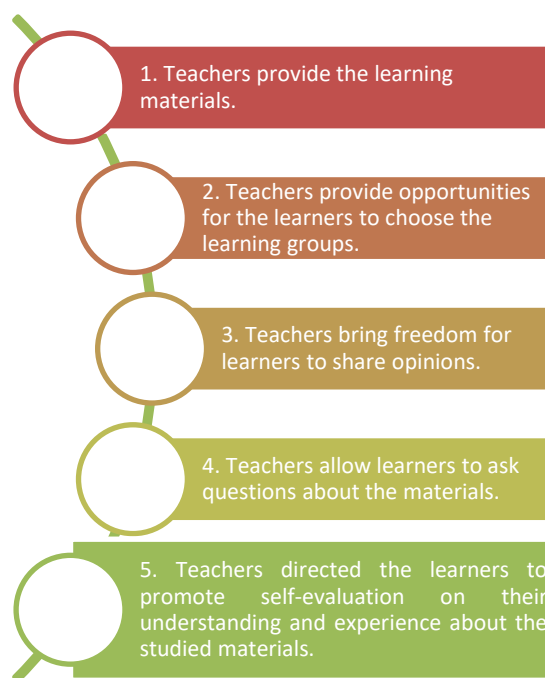 1. Teachers provide the learning
materials.
2. Teachers provide opportunities
for the learners to choose the
learning groups.
3. Teachers bring freedom for
learners to share opinions.
4. Teachers allow learners to ask
questions about the materials.
5. Teachers directed the learners to
promote self-evaluation on their
understanding and experience about the
studied materials.